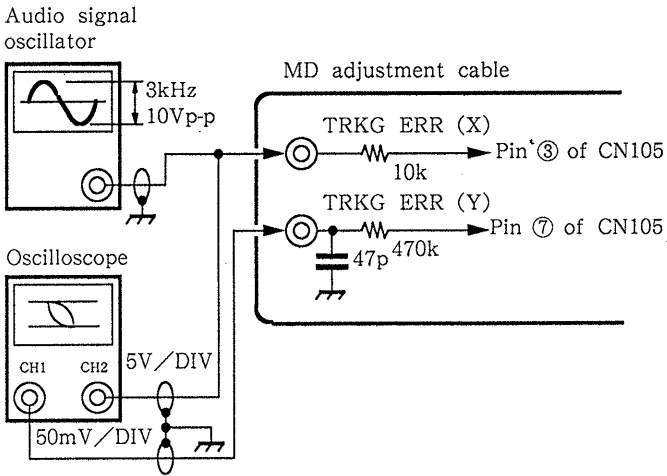 Audio signal
oscillator
3kHz
10Vp-p
MD adjustment cable
TRKG ERR (X)
10k
Pin ③ of CN105
TRKG ERR (Y)
470k
47p
Pin ⑦ of CN105
Oscilloscope
CH1
CH2
5V/DIV
50mV/DIV